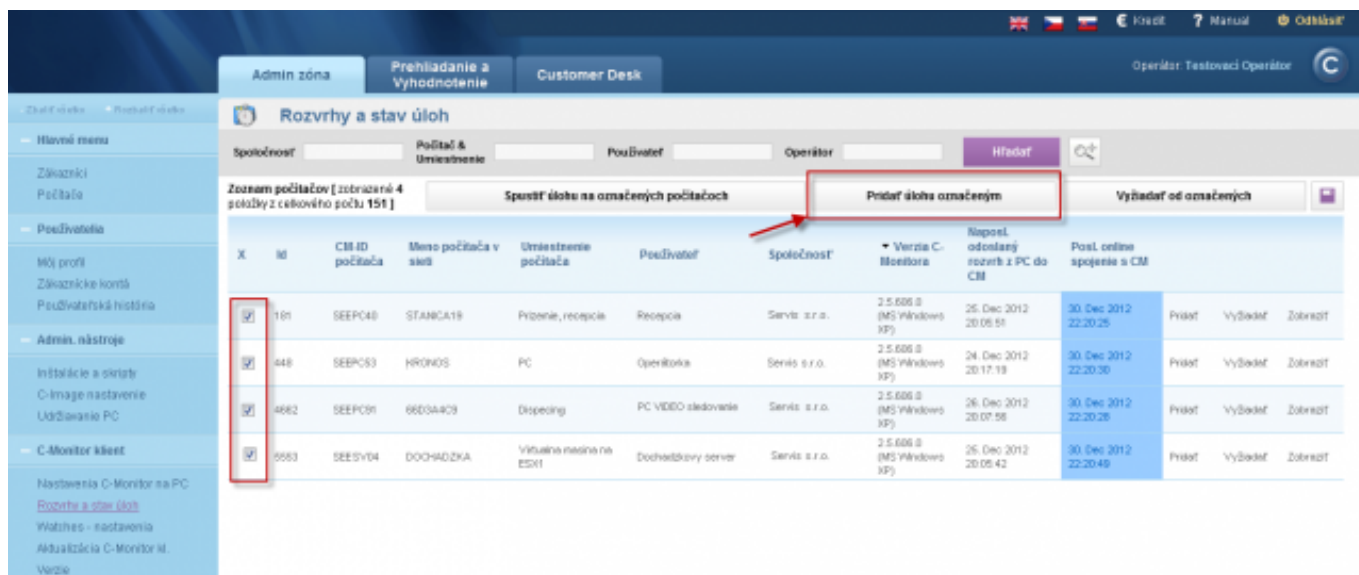 € Kredit ? Manual Odhlásiť
Admin zóna
Prehliadanie a
Vyhodnotenie
Customer Desk
Operátor: Testovací Operátor
Zbaliť všetko Rozbaliť všetko
Rozvrhy a stav úloh
Hlavné menu
Zákazníci
Počítače
Používatelia
Môj profil
Zákaznícke kontá
Používateľská história
Admin. nástroje
Inštalácie a skripty
C-Image nastavenie
Udržiavanie PC
C-Monitor klient
Nastavenia C-Monitor na PC
Rozvrhy a stav úloh
Watches - nastavenia
Aktualizácia C-Monitor kl.
Verzie
Spoločnosť
Počítač &
Umiestnenie
Používateľ
Operátor
Hľadať
Zoznam počítačov [ zobrazené 4
položky z celkového počtu 151 ]
Spustiť úlohu na označených počítačoch
Pridať úlohu označeným
Vyžiadať od označených
X
Id
CM-ID
počítača
Meno počítača v
sieti
Umiestnenie
počítača
Používateľ
Spoločnosť
Verzia C-
Monitora
Naposl.
odoslaný
rozvrh z PC do
CM
Posl. online
spojenie s CM
181 SEEPC40 STANICA19 Prizemie, recepcia Recepcia Servis s.r.o.
2.5.606.0
(MS Windows
XP)
25. Dec 2012
20:05:51
30. Dec 2012
22:20:25
Pridať Vyžiadať Zobraziť
448 SEEPC53 KRONOS PC Operátorka Servis s.r.o.
2.5.606.0
(MS Windows
XP)
24. Dec 2012
20:17:19
30. Dec 2012
22:20:30
Pridať Vyžiadať Zobraziť
4662 SEEPC91 66D3A4C9 Dispecing PC VIDEO sledovanie Servis s.r.o.
2.5.606.0
(MS Windows
XP)
26. Dec 2012
20:07:56
30. Dec 2012
22:20:28
Pridať Vyžiadať Zobraziť
SEESV04 DOCHADZKA
Virtualna masina na
ESXI
Dochadzkovy server Servis s.r.o.
2.5.606.0
(MS Windows
XP)
25. Dec 2012
20:05:42
30. Dec 2012
22:20:49
Pridať Vyžiadať Zobraziť